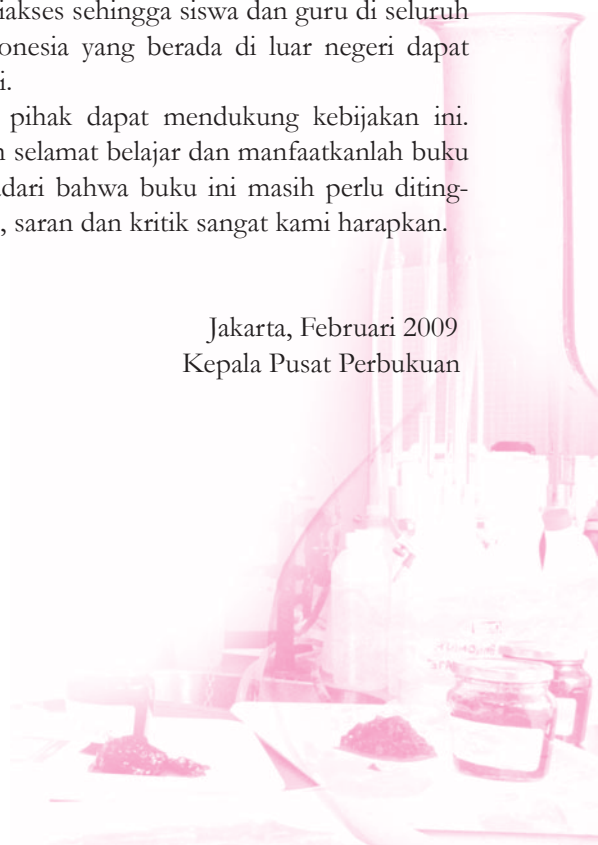 iakses sehingga siswa dan guru di seluruh
onesia yang berada di luar negeri dapat
i.
pihak dapat mendukung kebijakan ini.
n selamat belajar dan manfaatkanlah buku
adari bahwa buku ini masih perlu diting-
, saran dan kritik sangat kami harapkan.
Jakarta, Februari 2009
Kepala Pusat Perbukuan